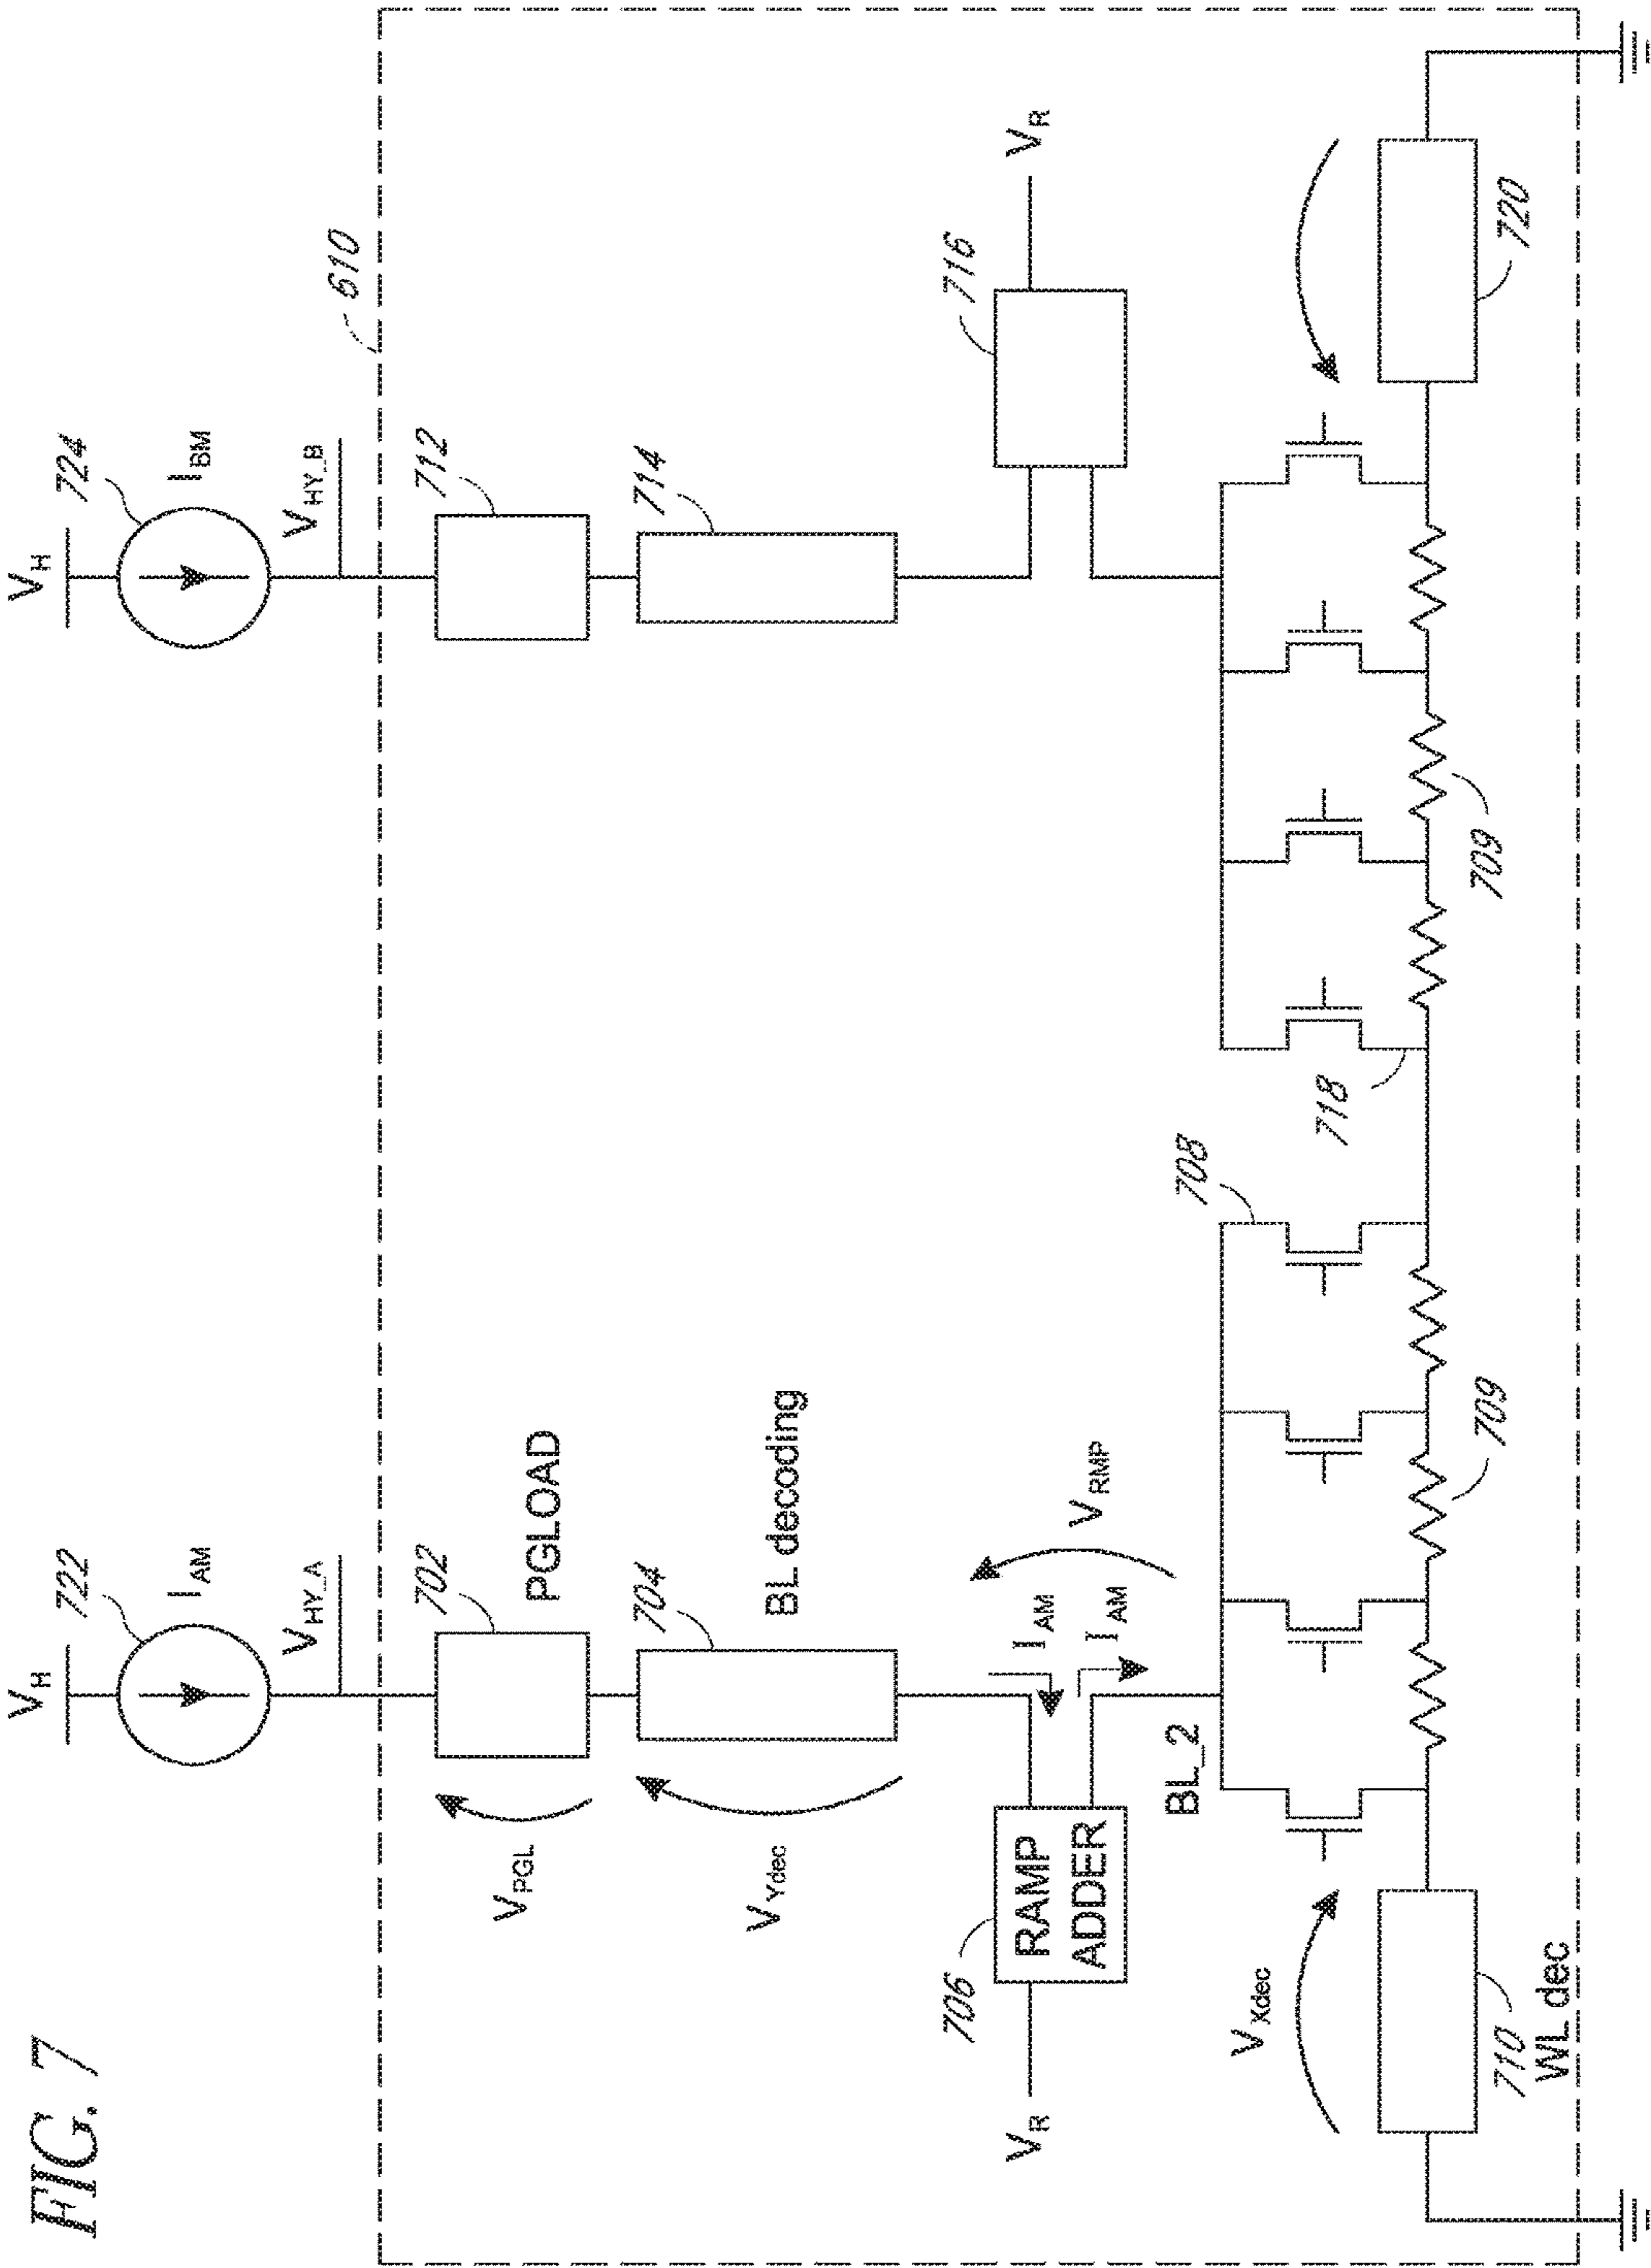 FIG. 7
V_H
722
I_AM
V_HY_A
V_H
724
I_BM
V_HY_B
610
702
PGLOAD
V_PGL
712
704
BL decoding
V_Ydec
714
V_R
706
RAMP
ADDER
I_AM
I_AM
V_RMP
716
V_R
BL_2
708
718
V_Xdec
710
WL dec
709
709
720